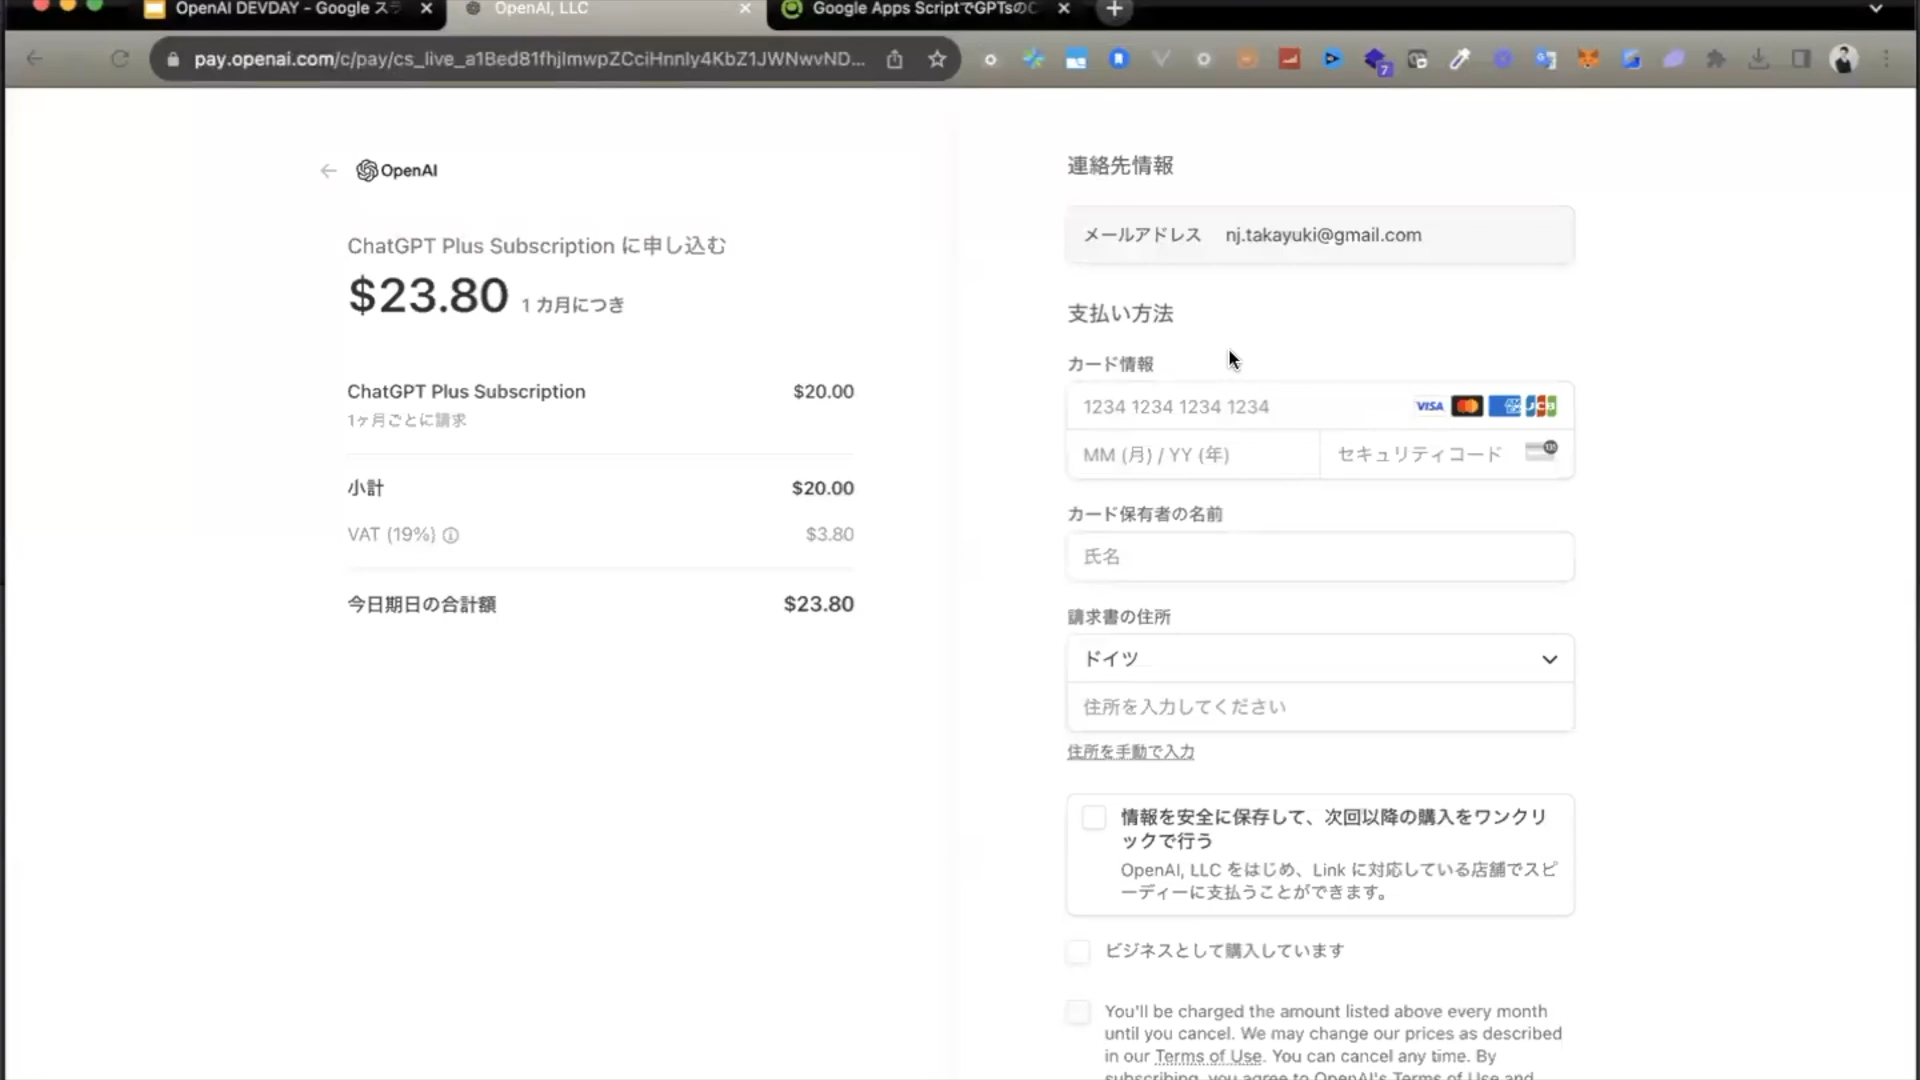 OpenAI DEVDAY - Google ス
OpenAI, LLC
Google Apps ScriptでGPTsのC
pay.openai.com/c/pay/cs_live_a1Bed81fhjlmwpZCciHnnly4KbZ1JWNwvND...
7
OpenAI
ChatGPT Plus Subscription に申し込む
$23.80 1 カ月につき
ChatGPT Plus Subscription $20.00
1ヶ月ごとに請求
小計 $20.00
VAT (19%) $3.80
今日期日の合計額 $23.80
連絡先情報
メールアドレス nj.takayuki@gmail.com
支払い方法
カード情報
1234 1234 1234 1234 VISA JCB
MM (月) / YY (年) セキュリティコード
カード保有者の名前
氏名
請求書の住所
ドイツ
住所を入力してください
住所を手動で入力
情報を安全に保存して、次回以降の購入をワンクリ
ックで行う
OpenAI, LLC をはじめ、Link に対応している店舗でスピ
ーディーに支払うことができます。
ビジネスとして購入しています
You'll be charged the amount listed above every month
until you cancel. We may change our prices as described
in our Terms of Use. You can cancel any time. By
subscribing, you agree to OpenAI's Terms of Use and